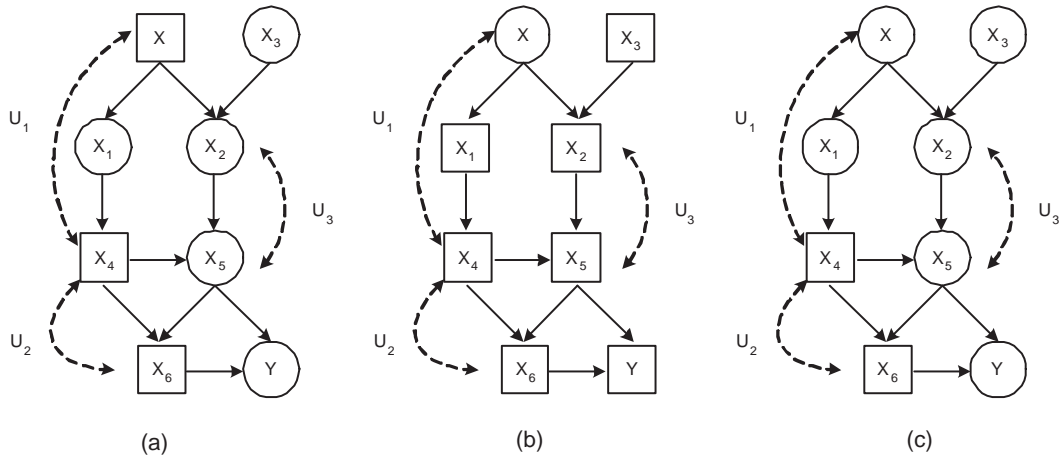 X X₃ X X₃ X X₃
U₁ U₁ U₁
X₁ X₂ X₁ X₂ X₁ X₂
U₃ U₃ U₃
X₄ X₅ X₄ X₅ X₄ X₅
U₂ U₂ U₂
X₆ Y X₆ Y X₆ Y
(a) (b) (c)